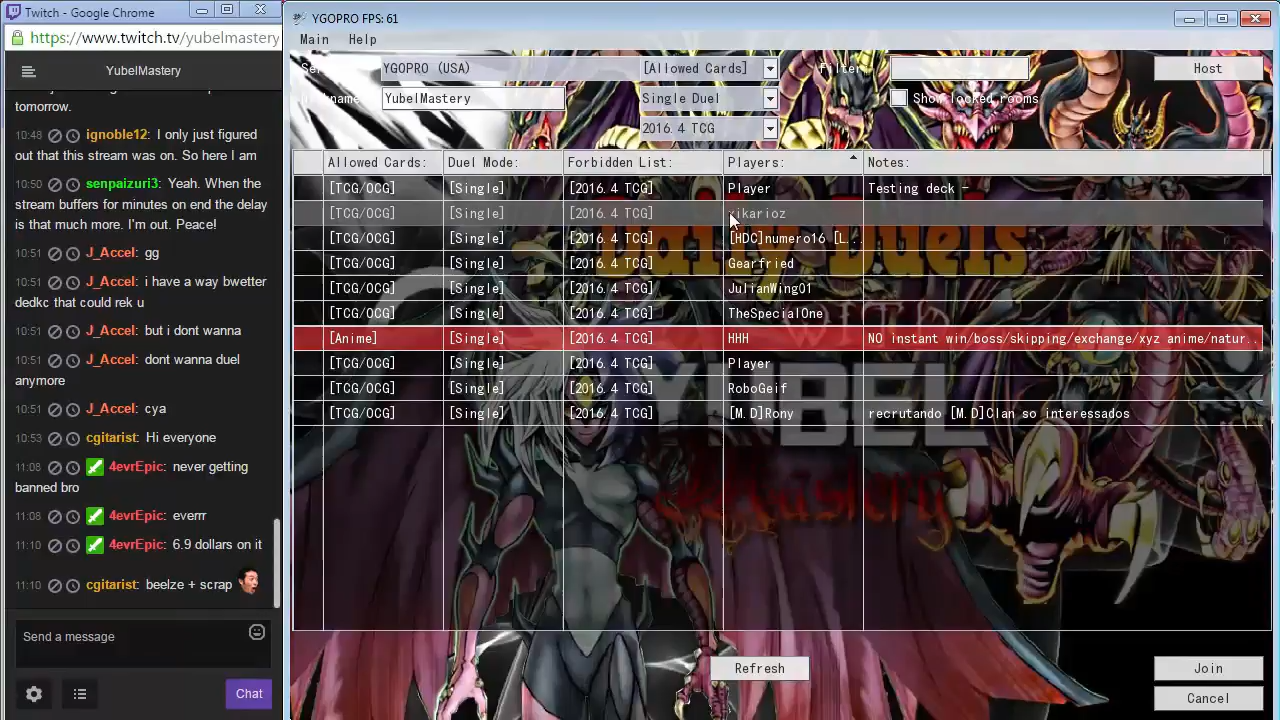 Twitch - Google Chrome
https://www.twitch.tv/yubelmastery
YubelMastery
tomorrow.
10:48 ignoble12: I only just figured
out that this stream was on. So here I am
10:50 senpaizuri3: Yeah. When the
stream buffers for minutes on end the delay
is that much more. I'm out. Peace!
10:51 J_Accel: gg
10:51 J_Accel: i have a way bwetter
dedkc that could rek u
10:51 J_Accel: but i dont wanna
10:51 J_Accel: dont wanna duel
anymore
10:51 J_Accel: cya
10:53 cgitarist: Hi everyone
11:08 4evrEpic: never getting
banned bro
11:08 4evrEpic: everrr
11:10 4evrEpic: 6.9 dollars on it
11:10 cgitarist: beelze + scrap
Send a message
Chat
YGOPRO FPS: 61
Main Help
YGOPRO (USA) [Allowed Cards] Filter Host
YubelMastery Single Duel Show locked rooms
2016.4 TCG
Allowed Cards: Duel Mode: Forbidden List: Players: Notes:
[TCG/OCG] [Single] [2016.4 TCG] Player Testing deck -
[TCG/OCG] [Single] [2016.4 TCG] xikarioz
[TCG/OCG] [Single] [2016.4 TCG] [HDC]numero16 [L...
[TCG/OCG] [Single] [2016.4 TCG] Gearfried
[TCG/OCG] [Single] [2016.4 TCG] JulianWing01
[TCG/OCG] [Single] [2016.4 TCG] TheSpecialOne
[Anime] [Single] [2016.4 TCG] HHH NO instant win/boss/skipping/exchange/xyz anime/natur..
[TCG/OCG] [Single] [2016.4 TCG] Player
[TCG/OCG] [Single] [2016.4 TCG] RoboGeif
[TCG/OCG] [Single] [2016.4 TCG] [M.D]Rony recrutando [M.D]Clan so interessados
Daily Duels
WITH
YUBEL
Refresh
Join
Cancel